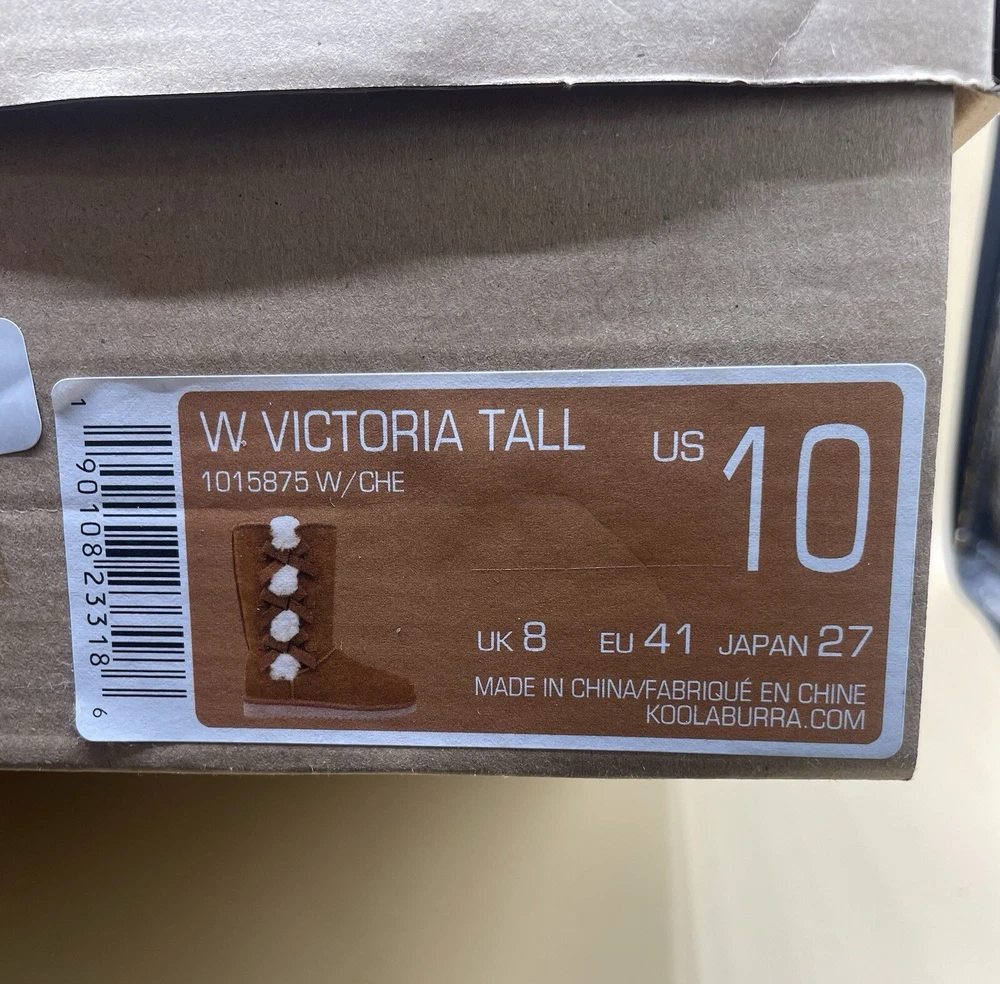 W VICTORIA TALL
1015875 W/CHE
US 10
UK 8 EU 41 JAPAN 27
MADE IN CHINA/FABRIQUÉ EN CHINE
KOOLABURRA.COM
1 90108 23318 6